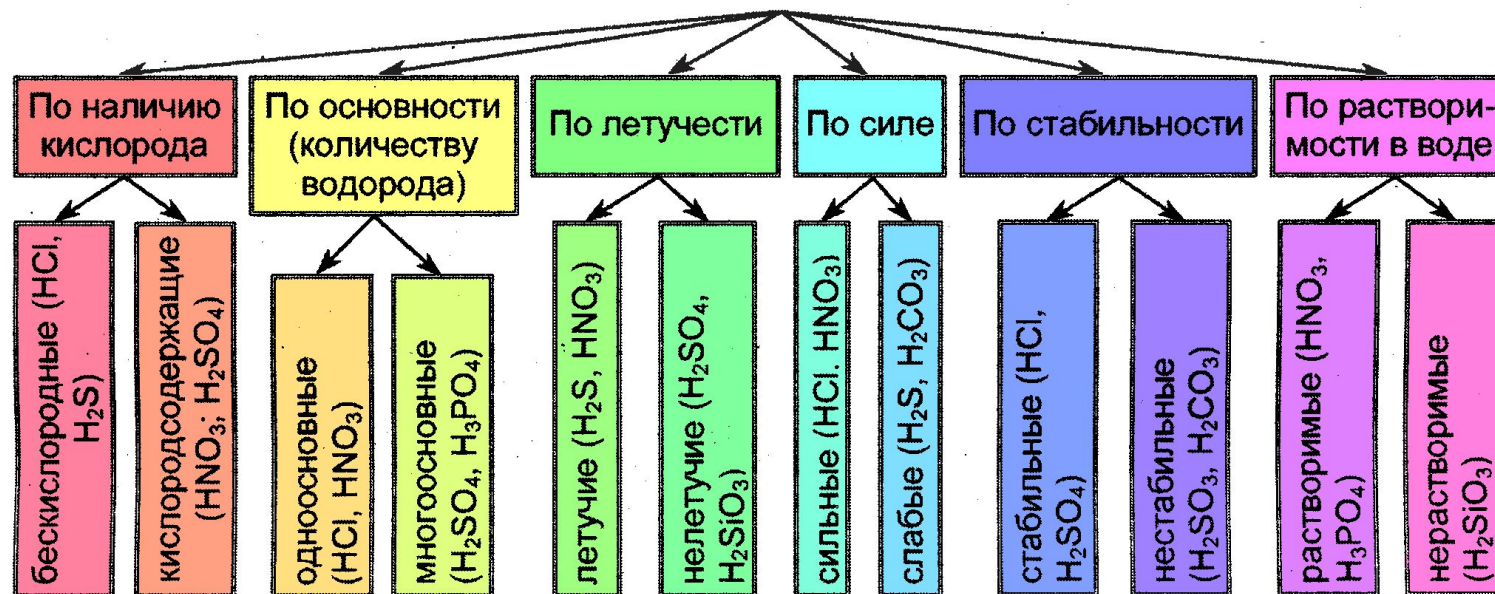 По наличию
кислорода
По основности
(количеству
водорода)
По летучести
По силе
По стабильности
По раствори-
мости в воде
бескислородные (HCl,
H₂S)
кислородсодержащие
(HNO₃; H₂SO₄)
одноосновные
(HCl, HNO₃)
многоосновные
(H₂SO₄, H₃PO₄)
летучие (H₂S, HNO₃)
нелетучие (H₂SO₄,
H₂SiO₃)
сильные (HCl. HNO₃)
слабые (H₂S, H₂CO₃)
стабильные (HCl,
H₂SO₄)
нестабильные
(H₂SO₃, H₂CO₃)
растворимые (HNO₃,
H₃PO₄)
нерастворимые
(H₂SiO₃)